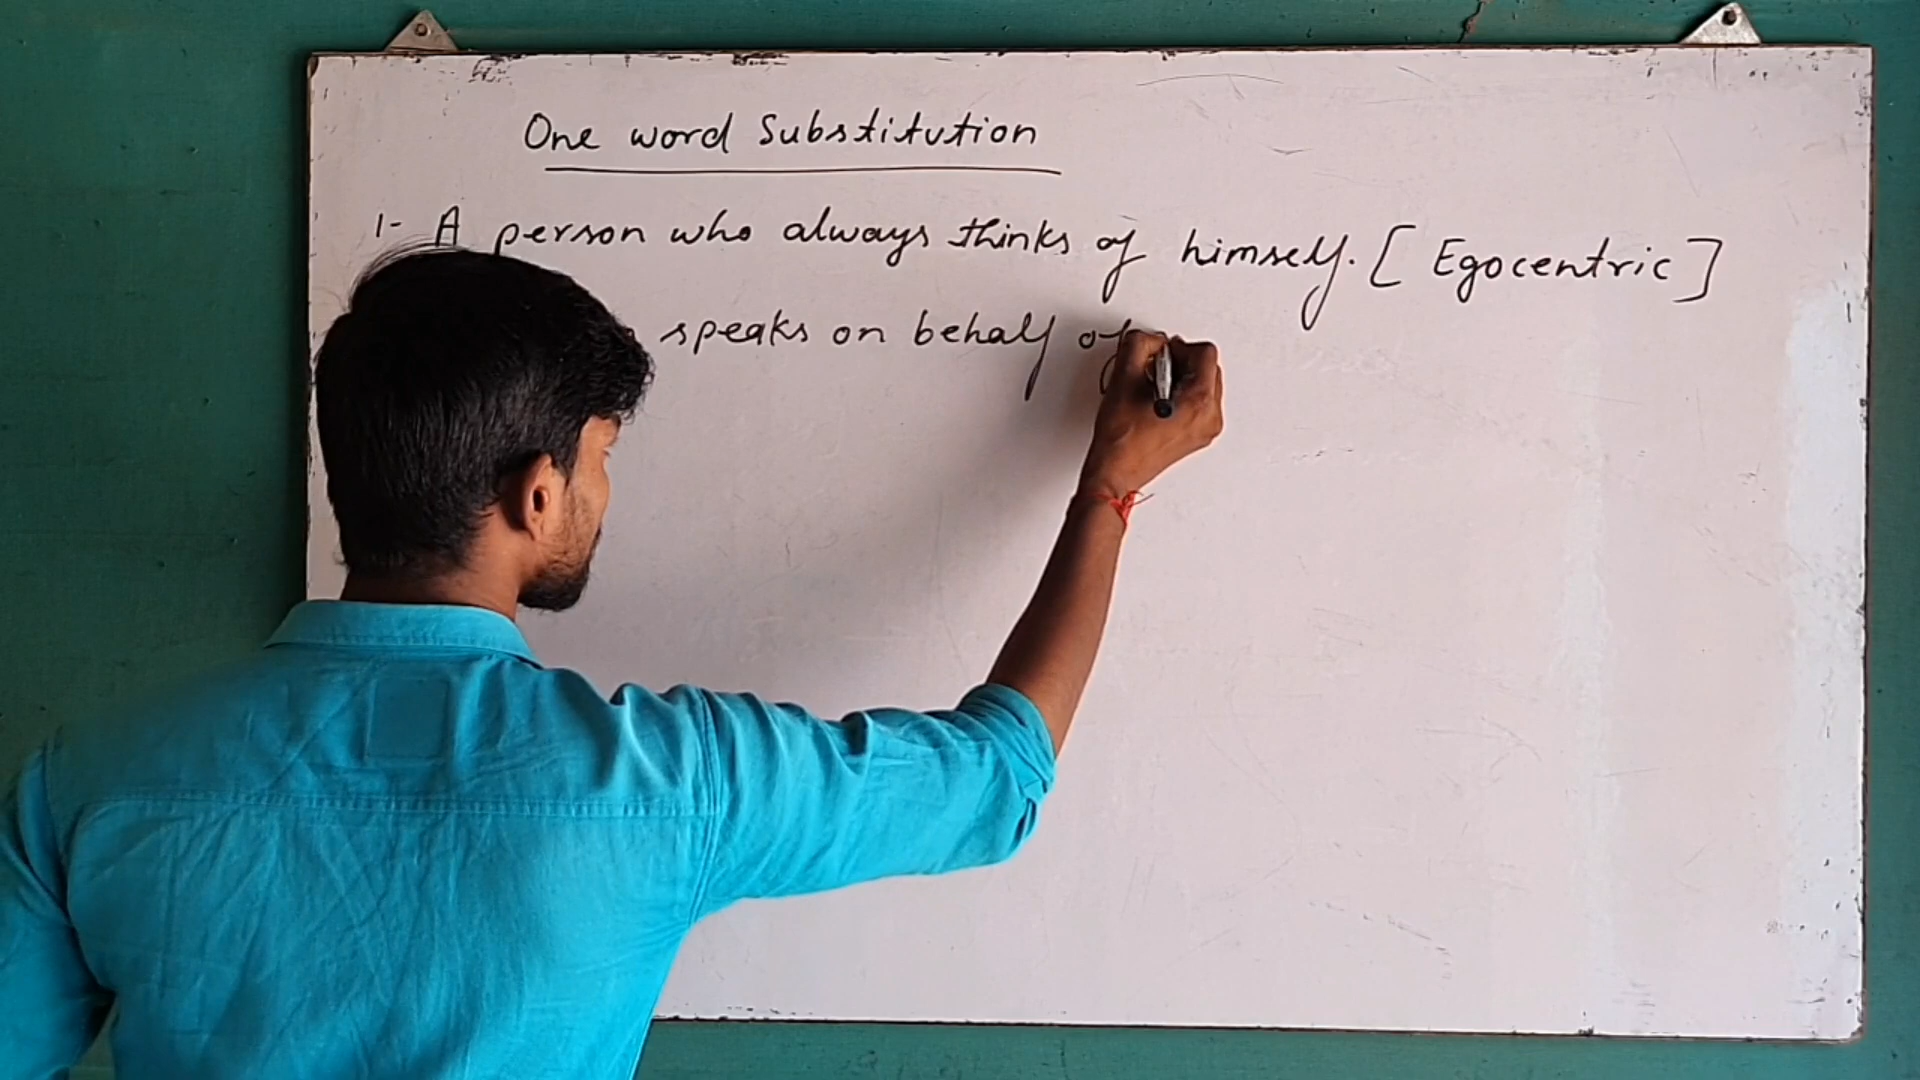 One word Substitution
1- A person who always thinks of himself. [ Egocentric ]
speaks on behalf of